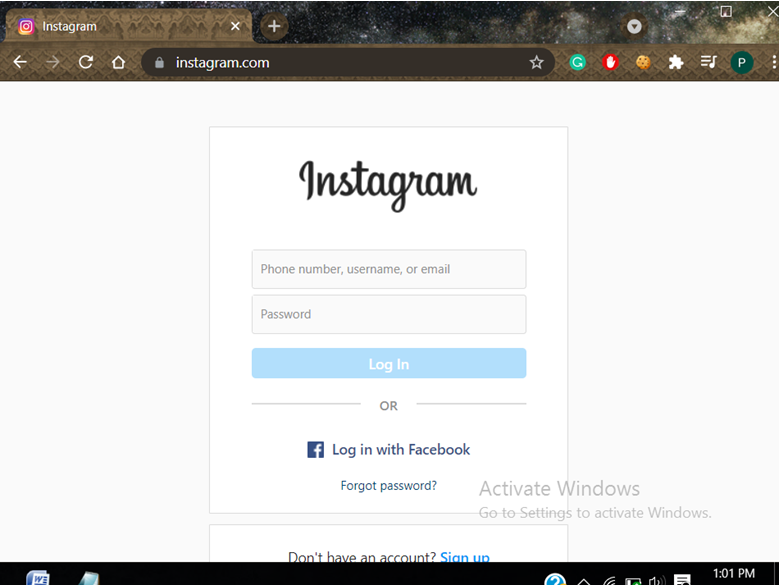 Instagram
instagram.com
P
Instagram
Phone number, username, or email
Password
Log In
OR
Log in with Facebook
Forgot password?
Activate Windows
Go to Settings to activate Windows.
Don't have an account? Sign up
1:01 PM